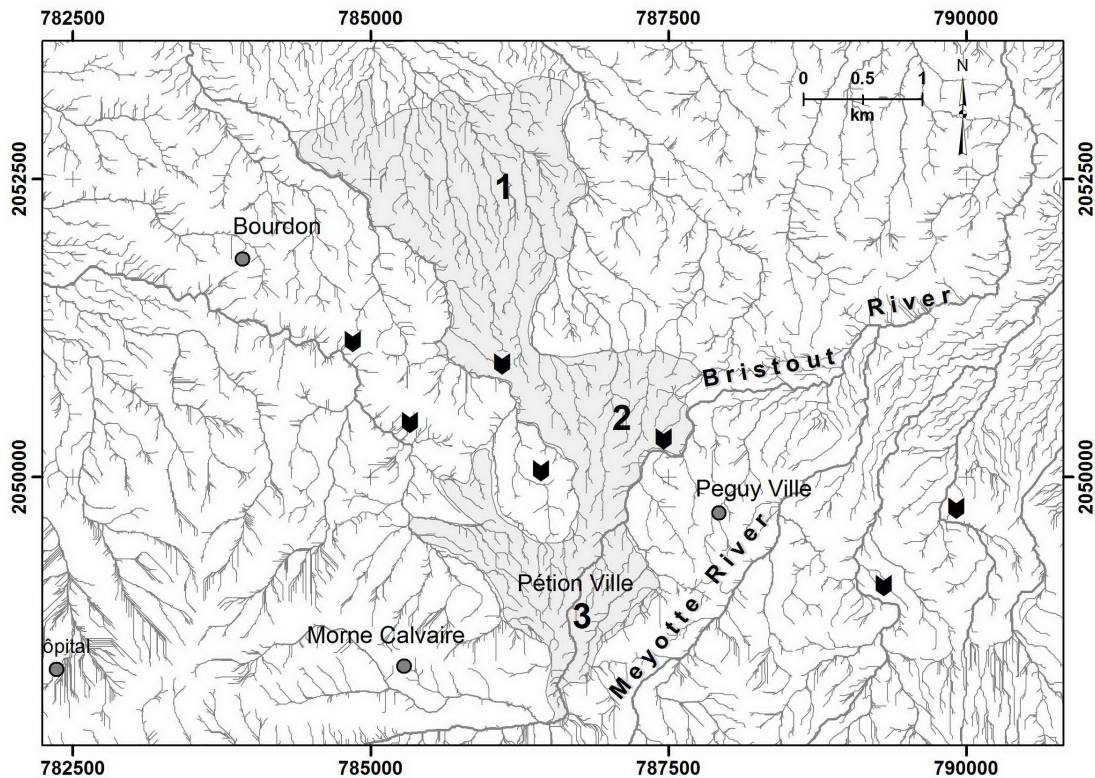 782500 785000 787500 790000
0 0.5 1
km
N
2052500
2052500
1
Bourdon
River
Bristout
2
2050000
2050000
Peguy Ville
Meyotte River
Pétion Ville
3
Morne Calvaire
ôpital
782500 785000 787500 790000